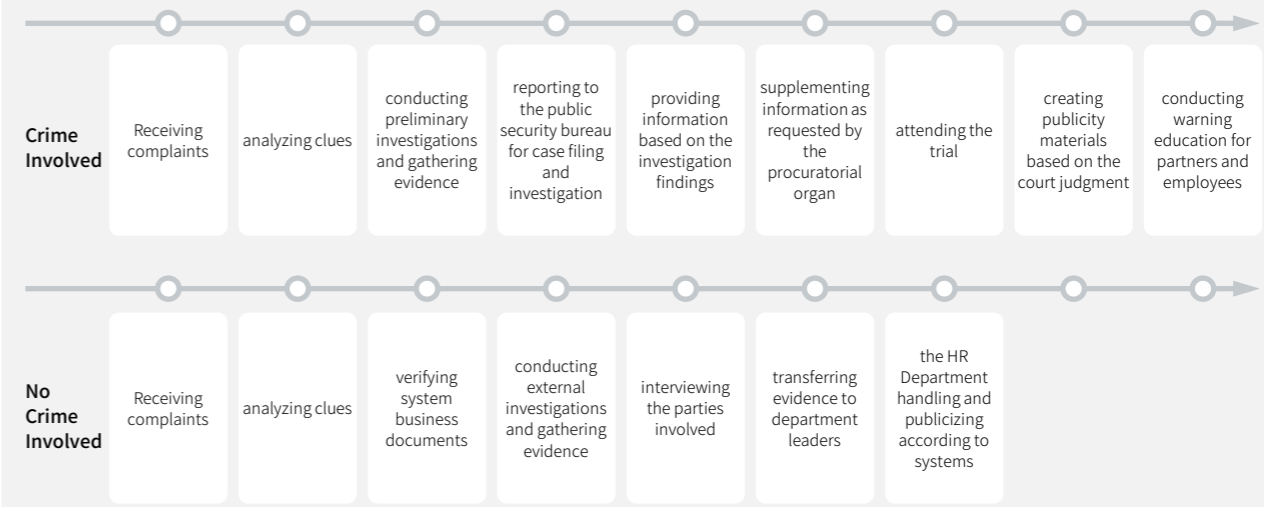 Crime
Involved
Receiving
complaints
analyzing clues
conducting
preliminary
investigations
and gathering
evidence
reporting to
the public
security bureau
for case filing
and
investigation
providing
information
based on the
investigation
findings
supplementing
information as
requested by
the
procuratorial
organ
attending the
trial
creating
publicity
materials
based on the
court judgment
conducting
warning
education for
partners and
employees
No
Crime
Involved
Receiving
complaints
analyzing clues
verifying
system
business
documents
conducting
external
investigations
and gathering
evidence
interviewing
the parties
involved
transferring
evidence to
department
leaders
the HR
Department
handling and
publicizing
according to
systems